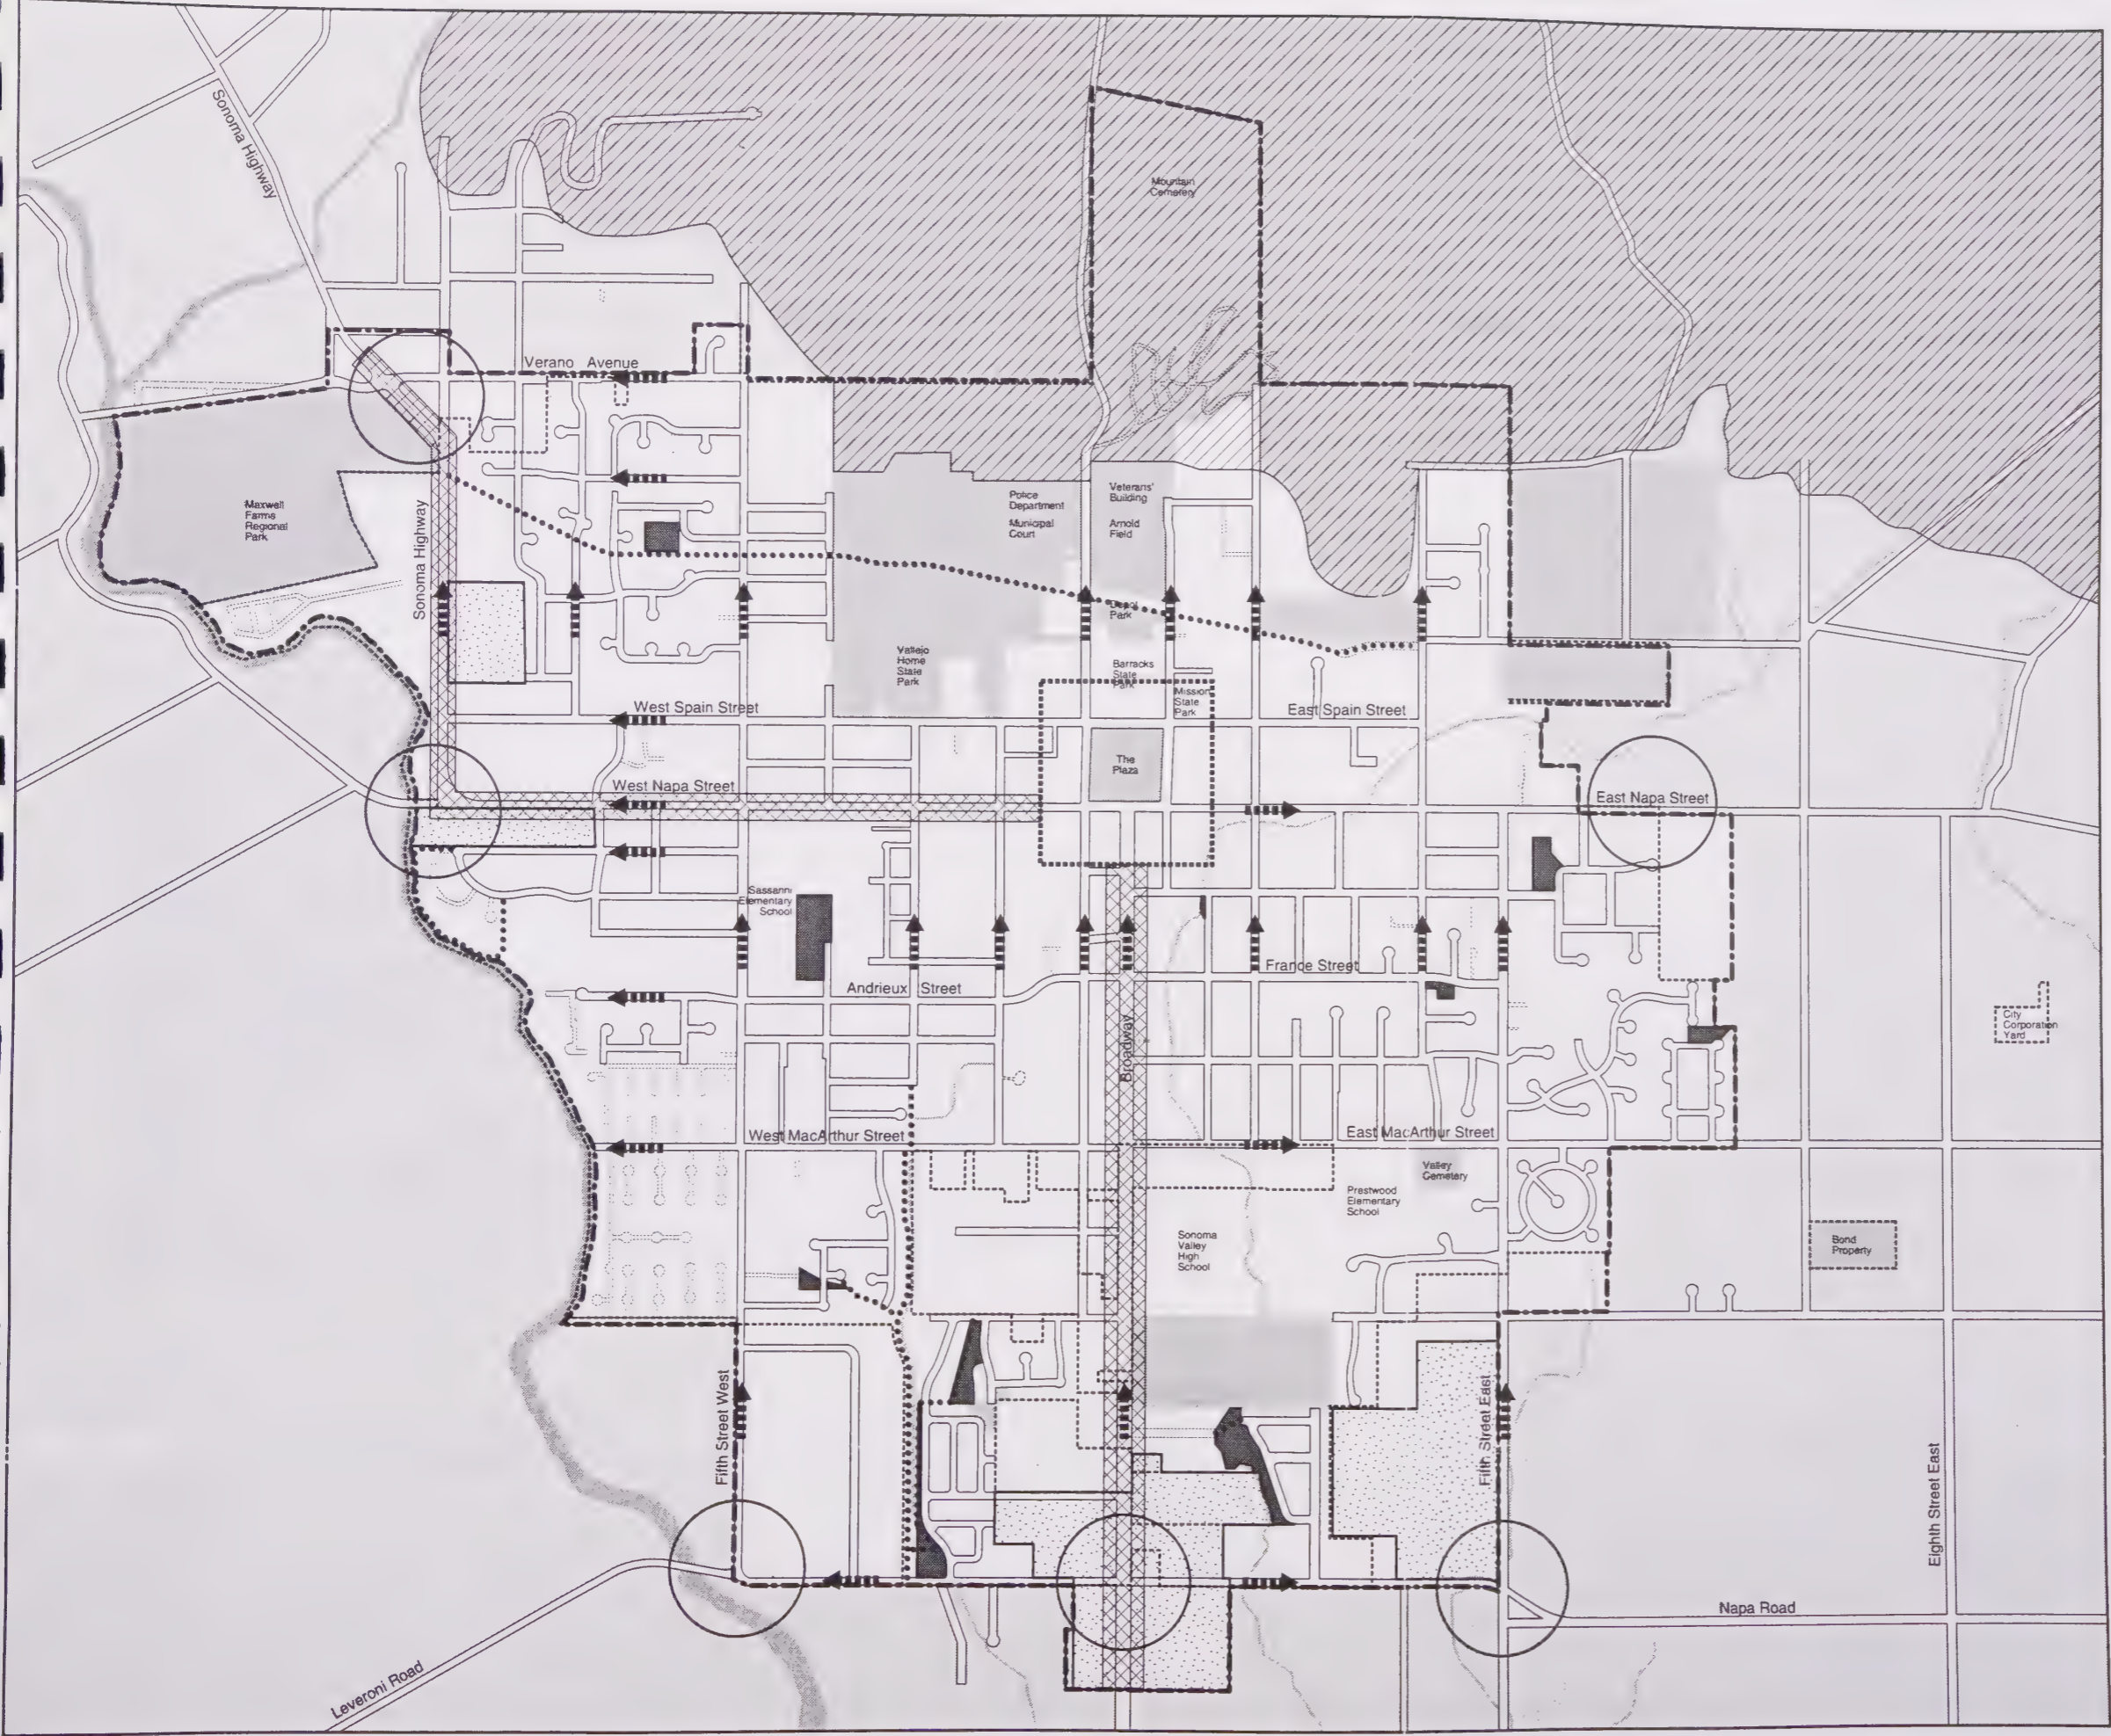 Sonoma Highway
Mountain
Cemetery
Verano Avenue
Maxwell
Farms
Regional
Park
Sonoma Highway
Police
Department
Municipal
Court
Veterans'
Building
Arnold
Field
Depot
Park
Vallejo
Home
State
Park
Barracks
State
Park
Mission
State
Park
West Spain Street
East Spain Street
The
Plaza
West Napa Street
East Napa Street
Sassarini
Elementary
School
France Street
Andrieux Street
Broadway
City
Corporation
Yard
West MacArthur Street
East MacArthur Street
Valley
Cemetery
Prestwood
Elementary
School
Sonoma
Valley
High
School
Bond
Property
Fifth Street West
Fifth Street East
Eighth Street East
Napa Road
Leveroni Road